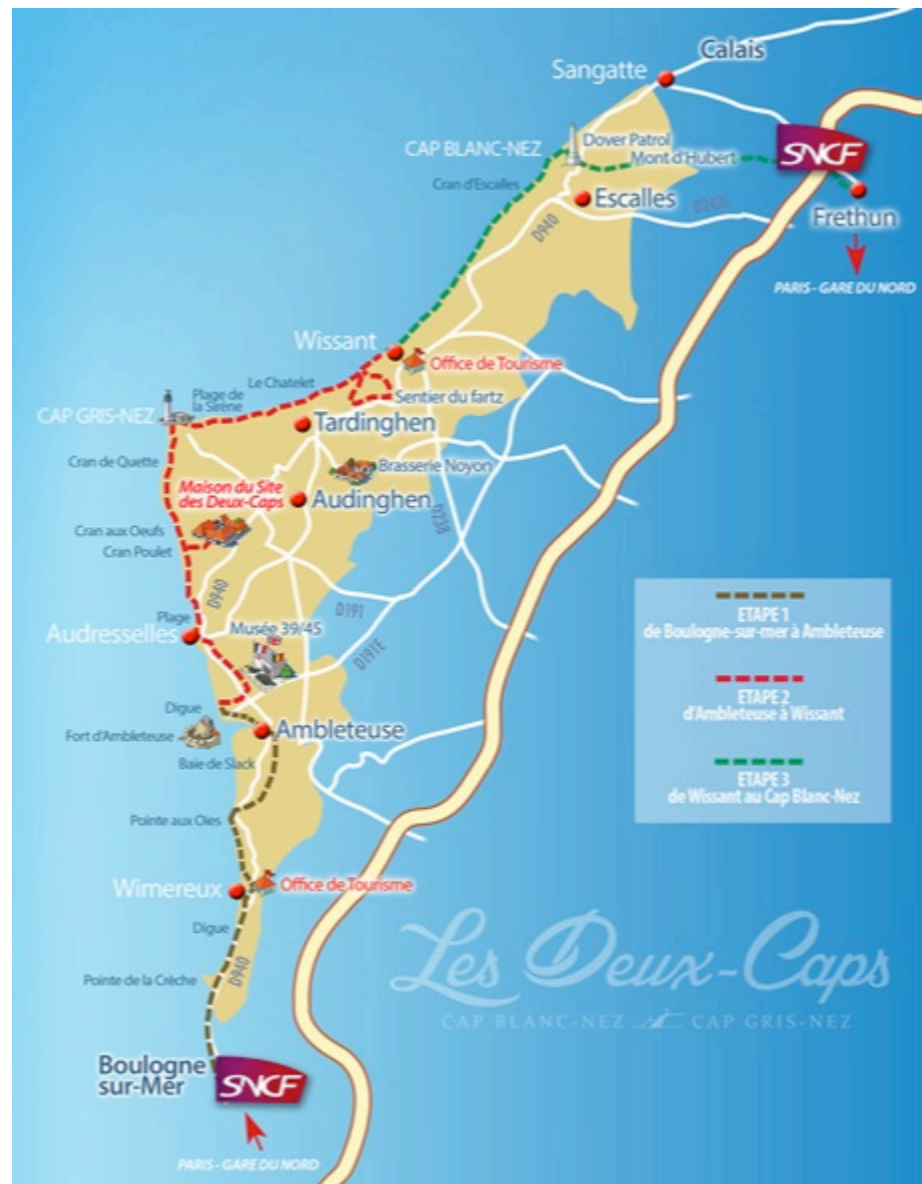 Calais
Sangatte
SNCF
Dover Patrol
CAP BLANC-NEZ
Mont d'Hubert
Cran d'Escalles
Escalles
D243E
Frethun
D940
PARIS - GARE DU NORD
Wissant
Office de Tourisme
Le Chatelet
Plage de
la Sirène
Sentier du fartz
CAP GRIS-NEZ
Tardinghen
Cran de Quette
Brasserie Noyon
Maison du Site
des Deux-Caps
Audinghen
D238
Cran aux Oeufs
Cran Poulet
D940
D191
Plage
Musée 39/45
Audresselles
D191E
Digue
Fort d'Ambleteuse
Ambleteuse
Baie de Slack
Pointe aux Oies
Wimereux
Office de Tourisme
Digue
D940
Pointe de la Crèche
Boulogne
sur-Mer
SNCF
PARIS - GARE DU NORD
ETAPE 1
de Boulogne-sur-mer à Ambleteuse
ETAPE 2
d'Ambleteuse à Wissant
ETAPE 3
de Wissant au Cap Blanc-Nez
Les Deux-Caps
CAP BLANC-NEZ CAP GRIS-NEZ